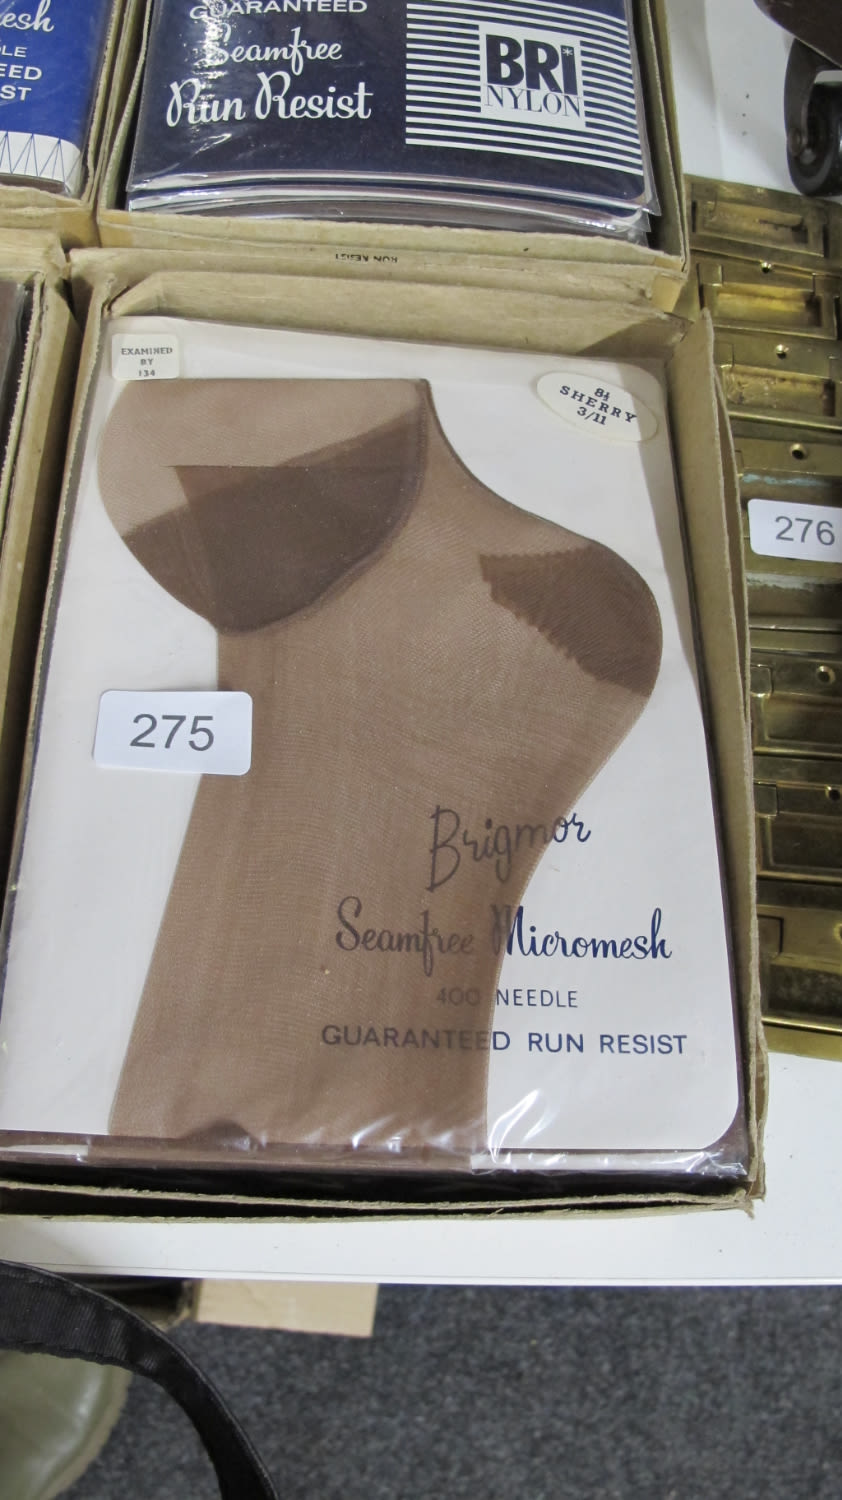 esh
LE
EED
ST
GUARANTEED
Seamfree
Run Resist
BRI*
NYLON
RUN RESIST
EXAMINED
BY
134
8½
SHERRY
3/11
276
275
Brigmor
Seamfree Micromesh
400 NEEDLE
GUARANTEED RUN RESIST